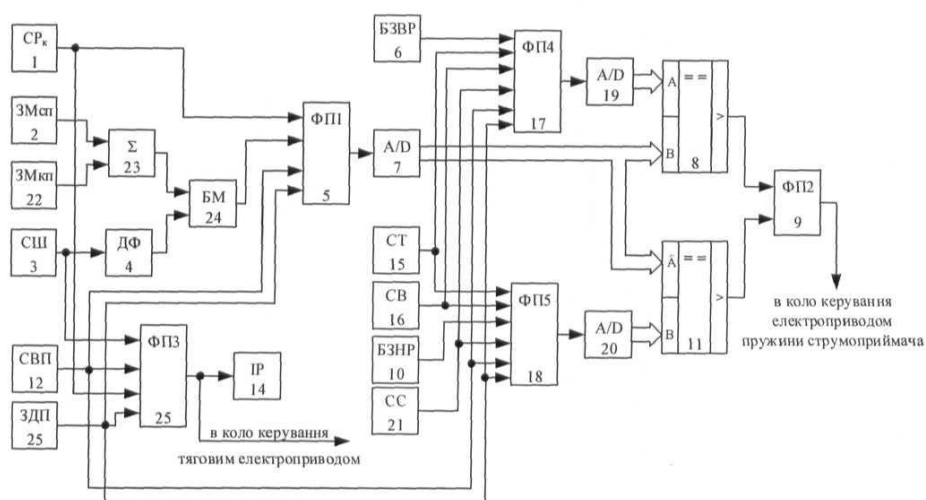 СРк
1
ЗМсп
2
ЗМкп
22
СШ
3
СВП
12
ЗДП
25
Σ
23
ДФ
4
БМ
24
ФП1
5
A/D
7
ФП3
25
ІР
14
в коло керування
тяговим електроприводом
БЗВР
6
СТ
15
СВ
16
БЗНР
10
СС
21
ФП4
17
A/D
19
ФП5
18
A/D
20
A
B
==
>
8
A
B
==
>
11
ФП2
9
в коло керування
електроприводом
пружини струмоприймача